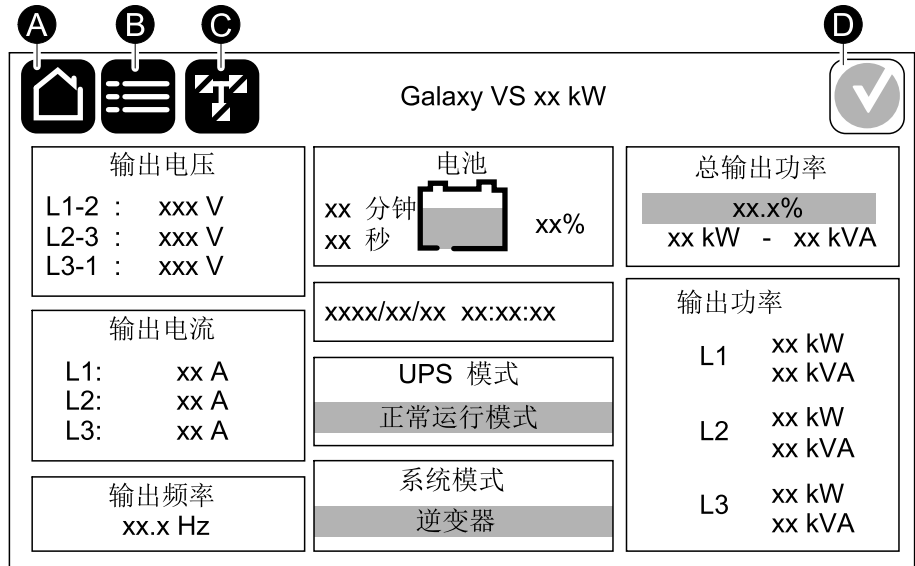 A B C D
T
Galaxy VS xx kW
输出电压
L1-2 : xxx V
L2-3 : xxx V
L3-1 : xxx V
输出电流
L1: xx A
L2: xx A
L3: xx A
输出频率
xx.x Hz
电池
xx 分钟
xx 秒
xx%
xxxx/xx/xx xx:xx:xx
UPS 模式
正常运行模式
系统模式
逆变器
总输出功率
xx.x%
xx kW - xx kVA
输出功率
L1 xx kW
xx kVA
L2 xx kW
xx kVA
L3 xx kW
xx kVA